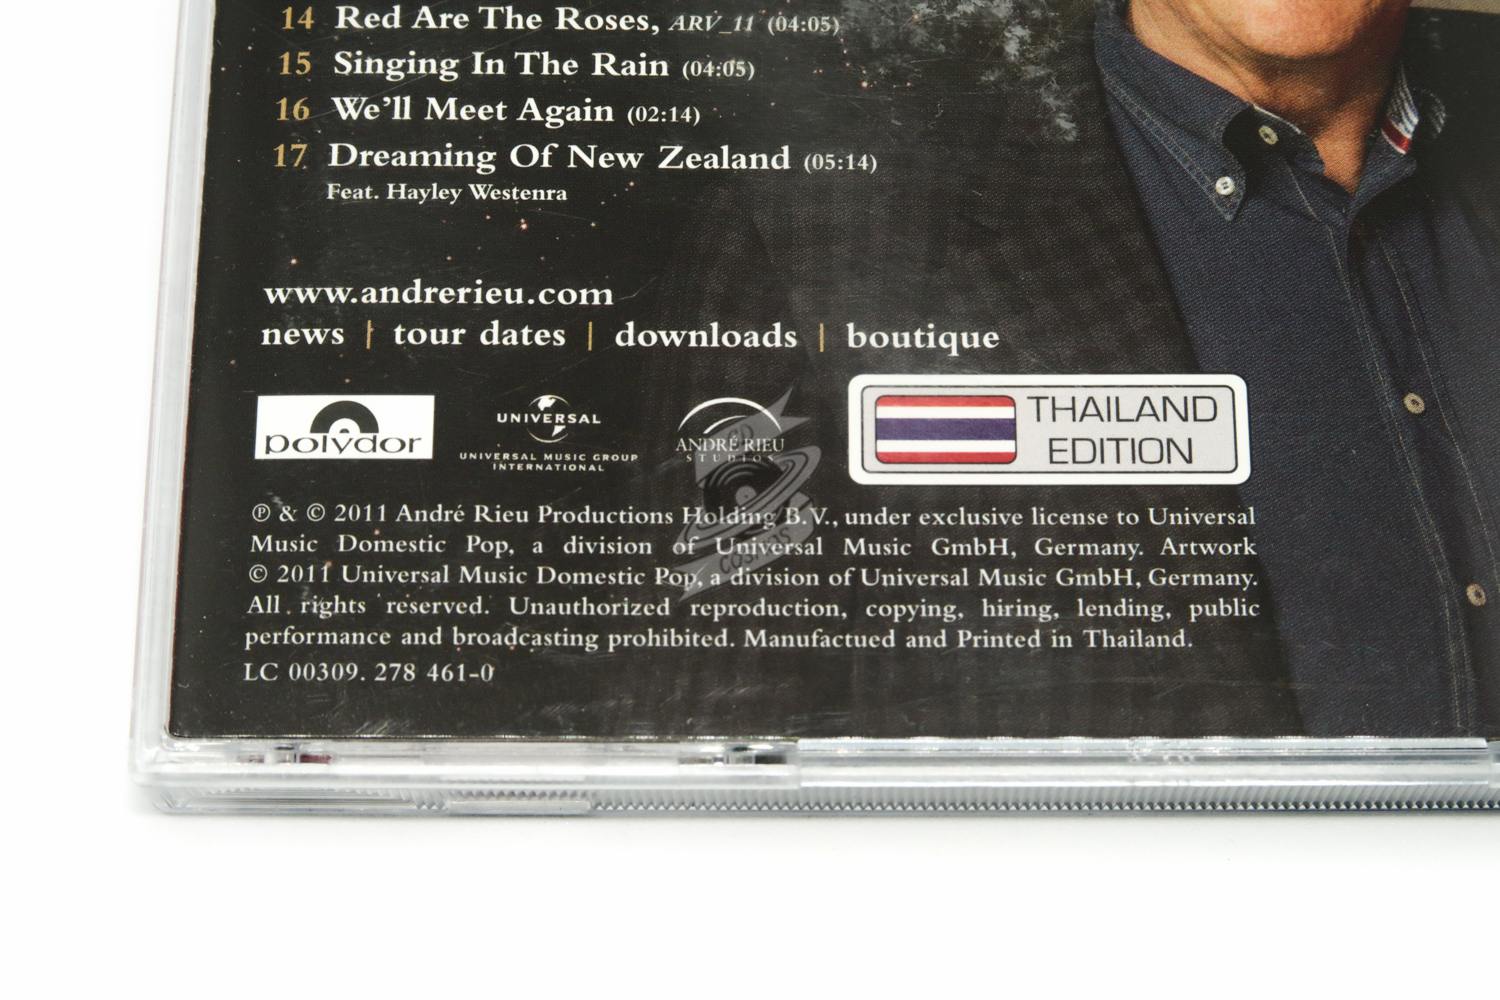 14 Red Are The Roses, ARV_11 (04:05)
15 Singing In The Rain (04:05)
16 We'll Meet Again (02:14)
17 Dreaming Of New Zealand (05:14)
Feat. Hayley Westenra
www.andrerieu.com
news | tour dates | downloads | boutique
polydor
UNIVERSAL
UNIVERSAL MUSIC GROUP
INTERNATIONAL
ANDRÉ RIEU
STUDIOS
THAILAND
EDITION
CD
COSMOS
℗ & © 2011 André Rieu Productions Holding B.V., under exclusive license to Universal
Music Domestic Pop, a division of Universal Music GmbH, Germany. Artwork
© 2011 Universal Music Domestic Pop, a division of Universal Music GmbH, Germany.
All rights reserved. Unauthorized reproduction, copying, hiring, lending, public
performance and broadcasting prohibited. Manufactued and Printed in Thailand.
LC 00309. 278 461-0